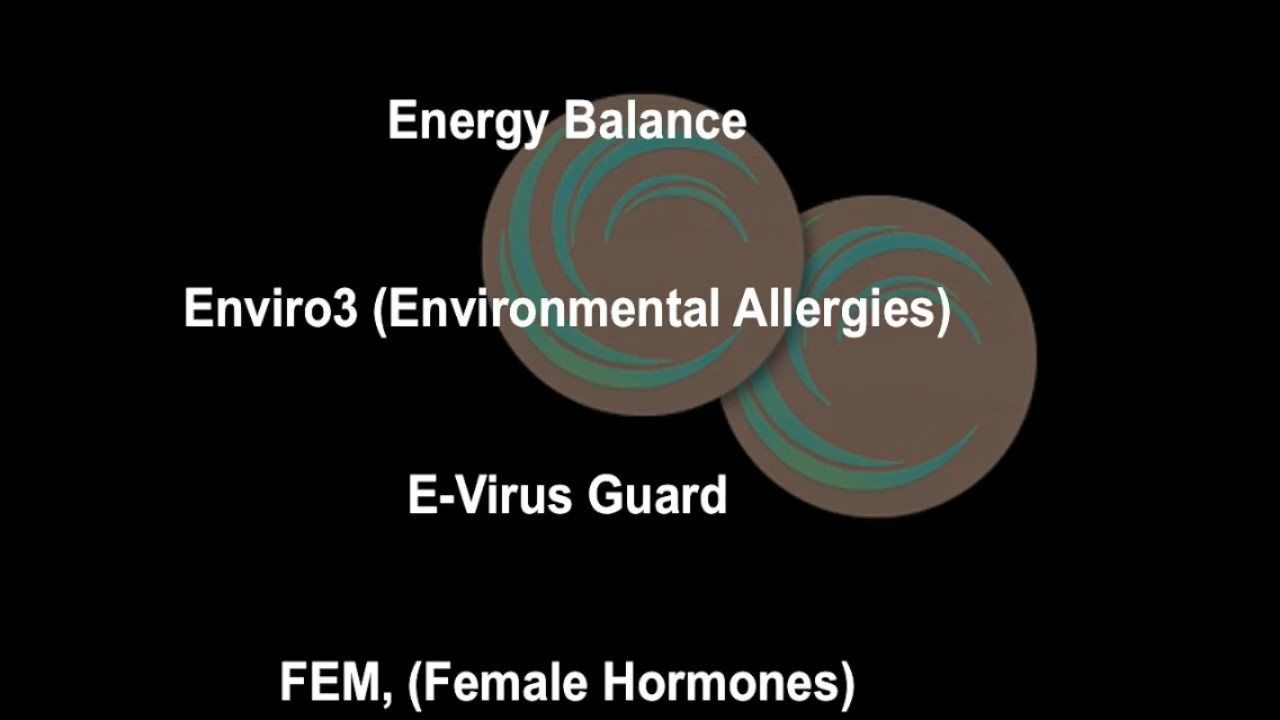 Energy Balance
Enviro3 (Environmental Allergies)
E-Virus Guard
FEM, (Female Hormones)